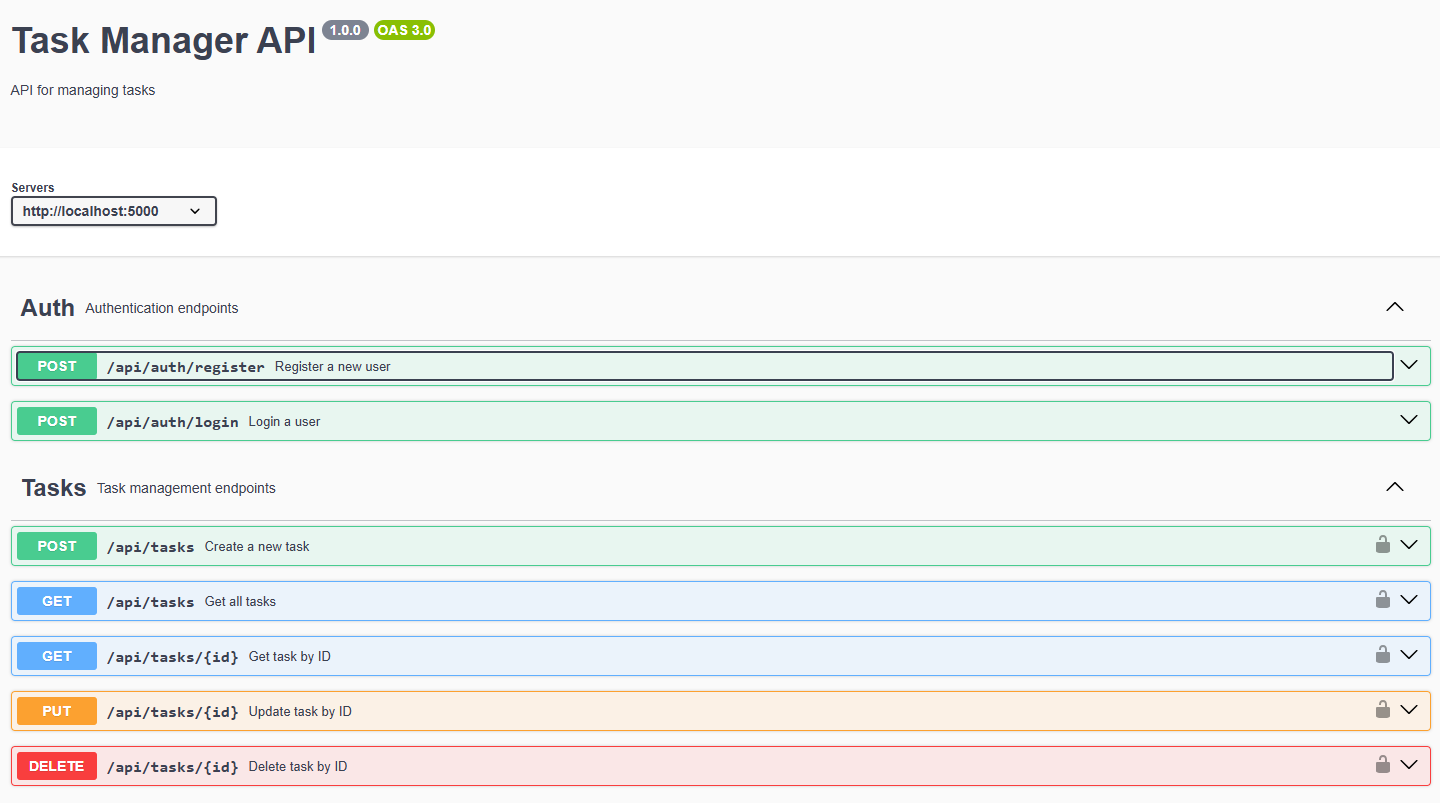 Task Manager API 1.0.0 OAS 3.0
API for managing tasks
Servers
http://localhost:5000
Auth Authentication endpoints
POST /api/auth/register Register a new user
POST /api/auth/login Login a user
Tasks Task management endpoints
POST /api/tasks Create a new task
GET /api/tasks Get all tasks
GET /api/tasks/{id} Get task by ID
PUT /api/tasks/{id} Update task by ID
DELETE /api/tasks/{id} Delete task by ID